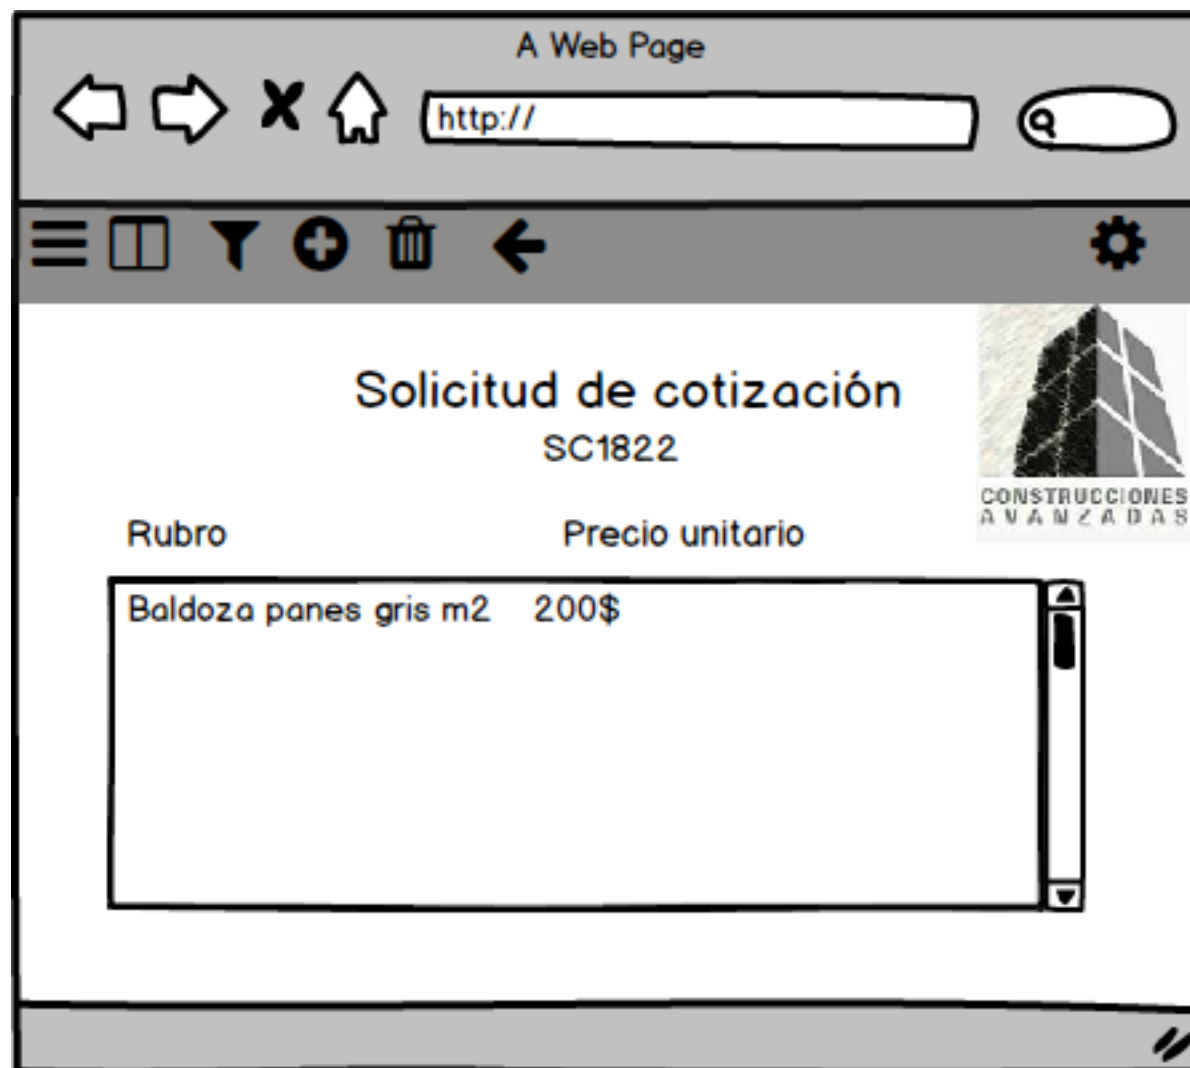 A Web Page
http://
Solicitud de cotización
SC1822
CONSTRUCCIONES
AVANZADAS
Rubro Precio unitario
Baldoza panes gris m2 200$